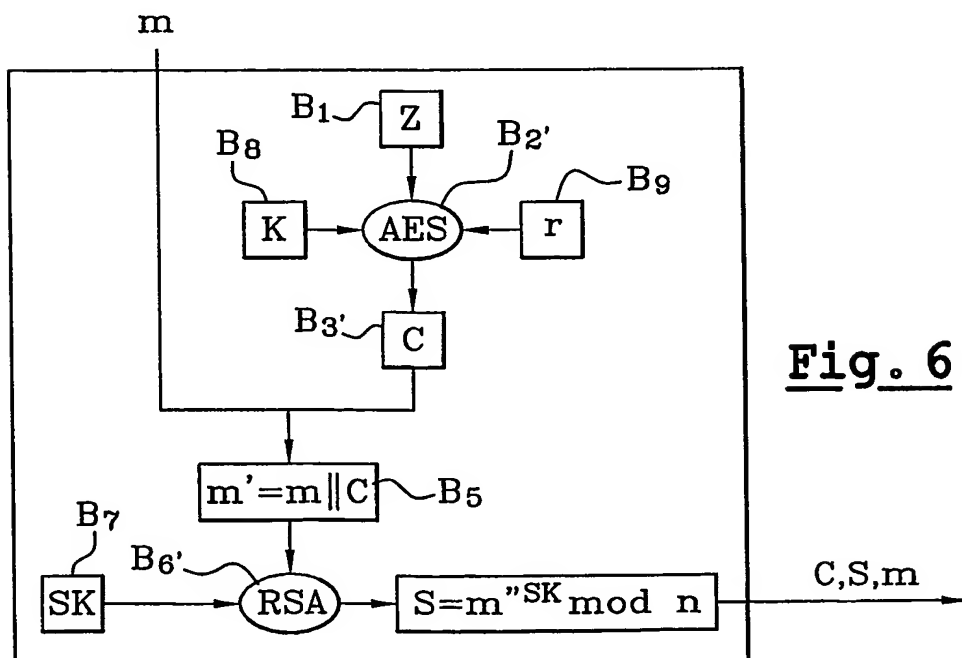 m
B1
Z
B8
B2'
B9
K
AES
r
B3'
C
Fig. 6
m'=m||C
B5
B7
B6'
SK
RSA
S=m"SK mod n
C,S,m